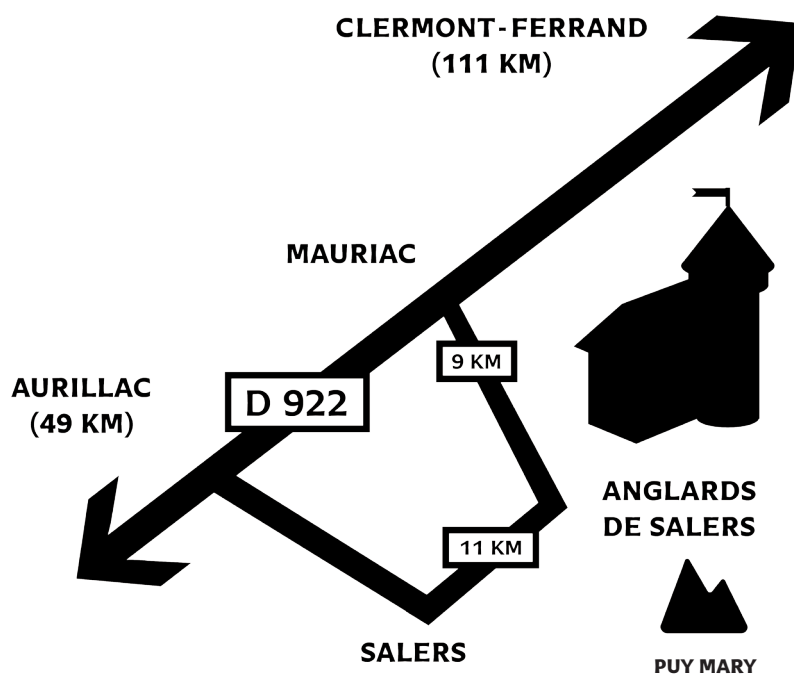 CLERMONT-FERRAND
(111 KM)
MAURIAC
9 KM
AURILLAC
(49 KM)
D 922
ANGLARDS
DE SALERS
11 KM
SALERS
PUY MARY